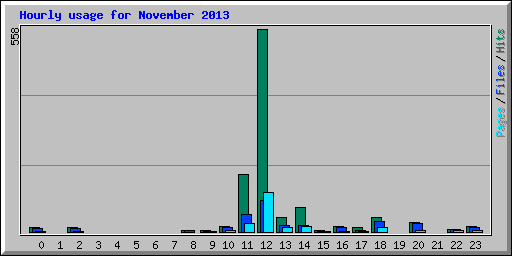 Hourly usage for November 2013
558
Pages/Files/Hits
0 1 2 3 4 5 6 7 8 9 10 11 12 13 14 15 16 17 18 19 20 21 22 23